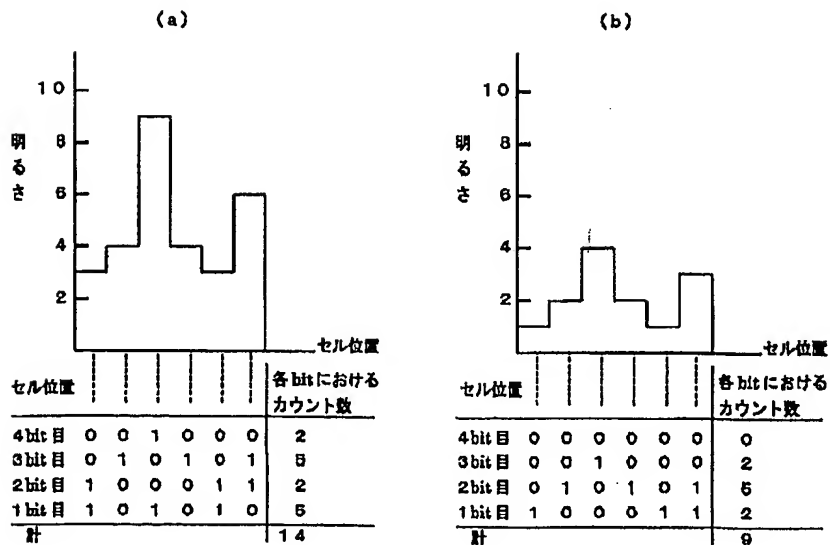 (a)
10
8
6
4
2
明るさ
セル位置
セル位置
各bitにおける
カウント数
4bit目 0 0 1 0 0 0 2
3bit目 0 1 0 1 0 1 5
2bit目 1 0 0 0 1 1 2
1bit目 1 0 1 0 1 0 5
計 14
(b)
10
8
6
4
2
明るさ
セル位置
セル位置
各bitにおける
カウント数
4bit目 0 0 0 0 0 0 0
3bit目 0 0 1 0 0 0 2
2bit目 0 1 0 1 0 1 5
1bit目 1 0 0 0 1 1 2
計 9